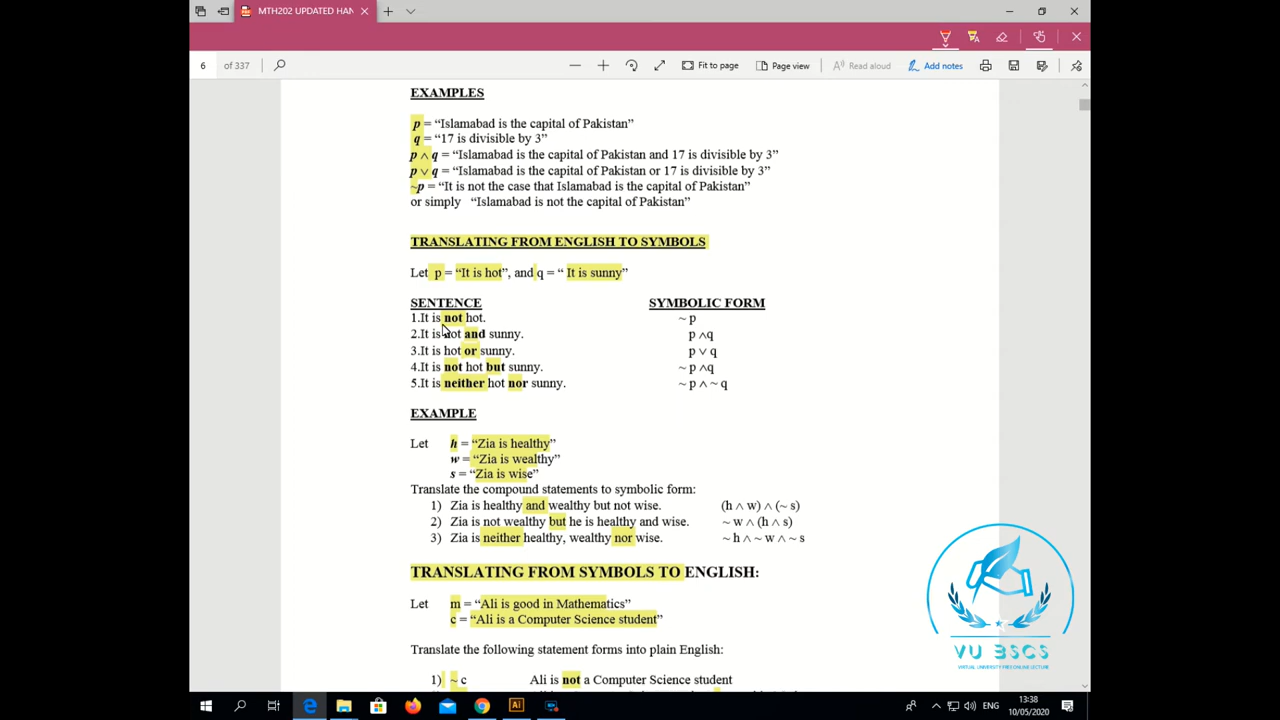 MTH202 UPDATED HAN
6 of 337
Fit to page
Page view
Read aloud
Add notes
EXAMPLES
p = “Islamabad is the capital of Pakistan”
q = “17 is divisible by 3”
p ∧ q = “Islamabad is the capital of Pakistan and 17 is divisible by 3”
p ∨ q = “Islamabad is the capital of Pakistan or 17 is divisible by 3”
~p = “It is not the case that Islamabad is the capital of Pakistan”
or simply “Islamabad is not the capital of Pakistan”
TRANSLATING FROM ENGLISH TO SYMBOLS
Let p = “It is hot”, and q = “ It is sunny”
SENTENCE SYMBOLIC FORM
1.It is not hot. ~ p
2.It is hot and sunny. p ∧q
3.It is hot or sunny. p ∨ q
4.It is not hot but sunny. ~ p ∧q
5.It is neither hot nor sunny. ~ p ∧ ~ q
EXAMPLE
Let h = “Zia is healthy”
w = “Zia is wealthy”
s = “Zia is wise”
Translate the compound statements to symbolic form:
1) Zia is healthy and wealthy but not wise. (h ∧ w) ∧ (~ s)
2) Zia is not wealthy but he is healthy and wise. ~ w ∧ (h ∧ s)
3) Zia is neither healthy, wealthy nor wise. ~ h ∧ ~ w ∧ ~ s
TRANSLATING FROM SYMBOLS TO ENGLISH:
Let m = “Ali is good in Mathematics”
c = “Ali is a Computer Science student”
Translate the following statement forms into plain English:
1) ~ c Ali is not a Computer Science student
VU BSCS
VIRTUAL UNIVERSITY FREE ONLINE LECTURE
ENG
13:38
10/05/2020